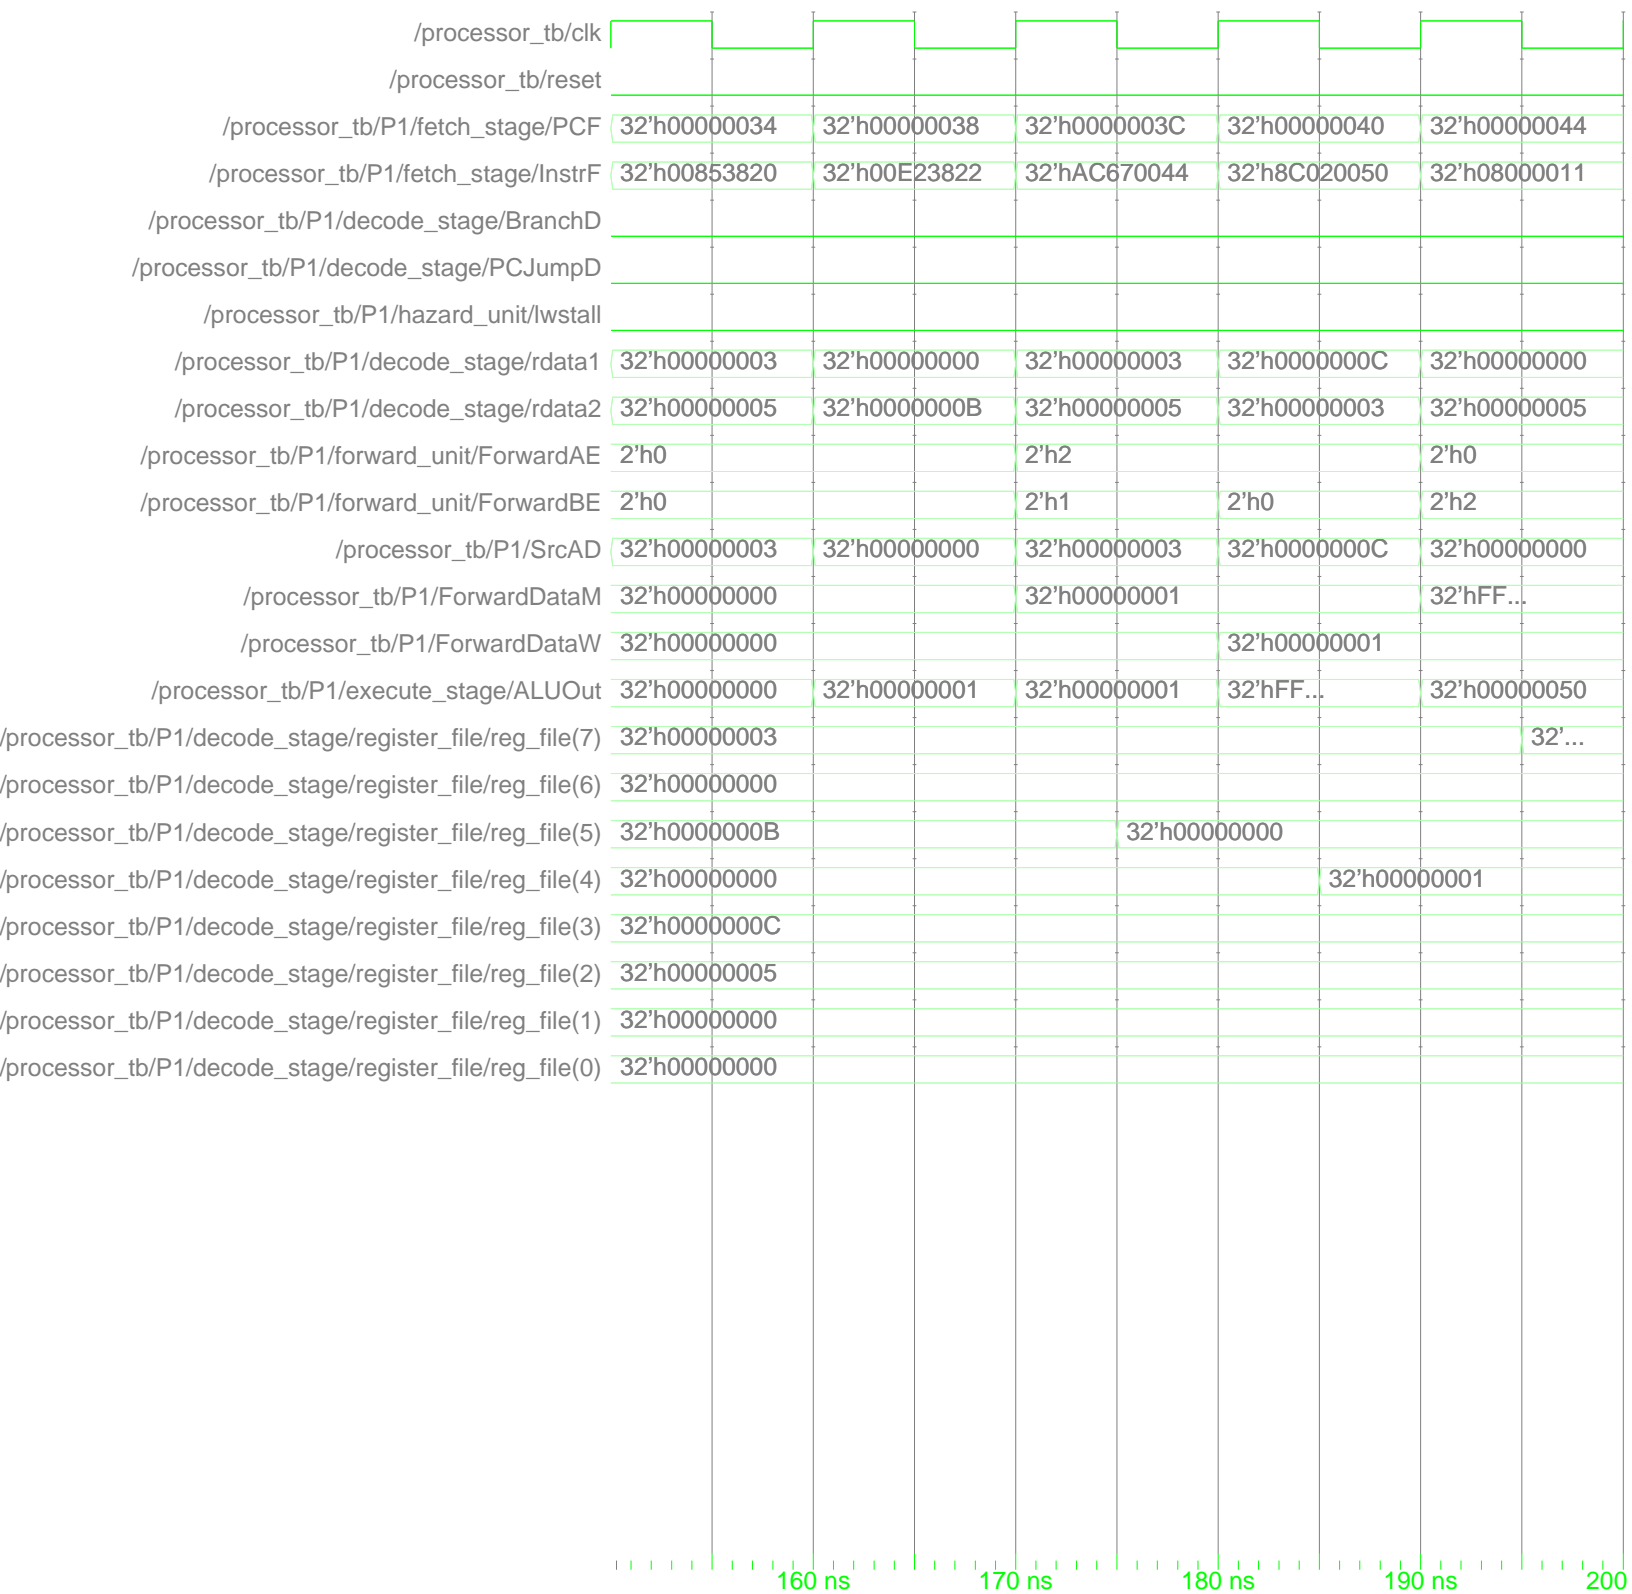 /processor_tb/clk
/processor_tb/reset
/processor_tb/P1/fetch_stage/PCF 32'h00000034 32'h00000038 32'h0000003C 32'h00000040 32'h00000044
/processor_tb/P1/fetch_stage/InstrF 32'h00853820 32'h00E23822 32'hAC670044 32'h8C020050 32'h08000011
/processor_tb/P1/decode_stage/BranchD
/processor_tb/P1/decode_stage/PCJumpD
/processor_tb/P1/hazard_unit/lwstall
/processor_tb/P1/decode_stage/rdata1 32'h00000003 32'h00000000 32'h00000003 32'h0000000C 32'h00000000
/processor_tb/P1/decode_stage/rdata2 32'h00000005 32'h0000000B 32'h00000005 32'h00000003 32'h00000005
/processor_tb/P1/forward_unit/ForwardAE 2'h0 2'h2 2'h0
/processor_tb/P1/forward_unit/ForwardBE 2'h0 2'h1 2'h0 2'h2
/processor_tb/P1/SrcAD 32'h00000003 32'h00000000 32'h00000003 32'h0000000C 32'h00000000
/processor_tb/P1/ForwardDataM 32'h00000000 32'h00000001 32'hFF...
/processor_tb/P1/ForwardDataW 32'h00000000 32'h00000001
/processor_tb/P1/execute_stage/ALUOut 32'h00000000 32'h00000001 32'h00000001 32'hFF... 32'h00000050
/processor_tb/P1/decode_stage/register_file/reg_file(7) 32'h00000003 32'...
/processor_tb/P1/decode_stage/register_file/reg_file(6) 32'h00000000
/processor_tb/P1/decode_stage/register_file/reg_file(5) 32'h0000000B 32'h00000000
/processor_tb/P1/decode_stage/register_file/reg_file(4) 32'h00000000 32'h00000001
/processor_tb/P1/decode_stage/register_file/reg_file(3) 32'h0000000C
/processor_tb/P1/decode_stage/register_file/reg_file(2) 32'h00000005
/processor_tb/P1/decode_stage/register_file/reg_file(1) 32'h00000000
/processor_tb/P1/decode_stage/register_file/reg_file(0) 32'h00000000
160 ns 170 ns 180 ns 190 ns 200